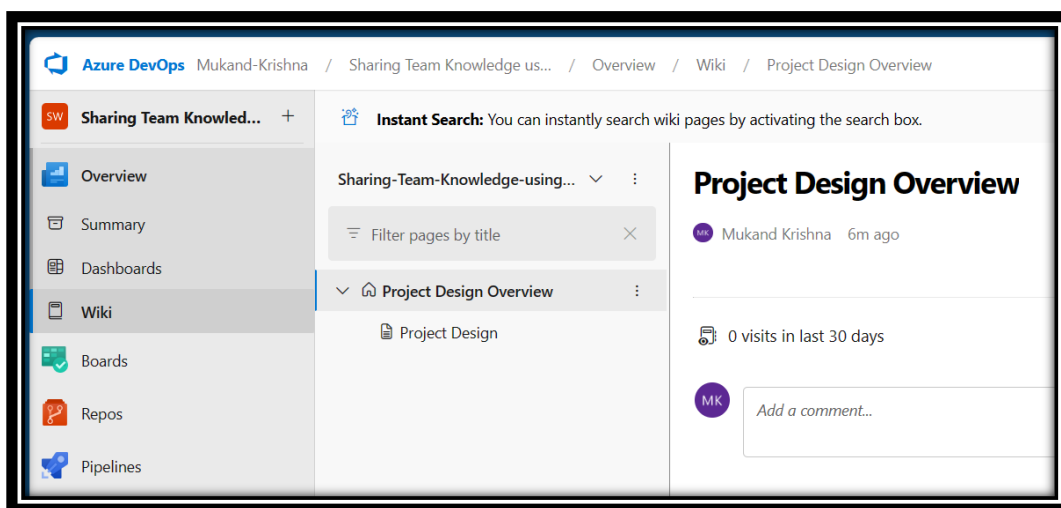 Azure DevOps Mukand-Krishna / Sharing Team Knowledge us... / Overview / Wiki / Project Design Overview
SW Sharing Team Knowled... +
Instant Search: You can instantly search wiki pages by activating the search box.
Overview
Summary
Dashboards
Wiki
Boards
Repos
Pipelines
Sharing-Team-Knowledge-using...
Filter pages by title
Project Design Overview
Project Design
Project Design Overview
MK Mukand Krishna 6m ago
0 visits in last 30 days
MK Add a comment...